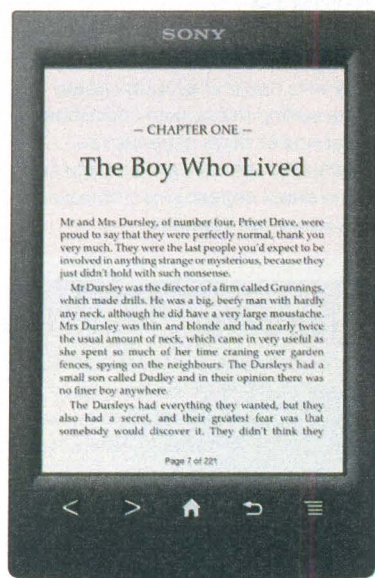 SONY
— CHAPTER ONE —
The Boy Who Lived
Mr and Mrs Dursley, of number four, Privet Drive, were
proud to say that they were perfectly normal, thank you
very much. They were the last people you'd expect to be
involved in anything strange or mysterious, because they
just didn't hold with such nonsense.
Mr Dursley was the director of a firm called Grunnings,
which made drills. He was a big, beefy man with hardly
any neck, although he did have a very large moustache.
Mrs Dursley was thin and blonde and had nearly twice
the usual amount of neck, which came in very useful as
she spent so much of her time craning over garden
fences, spying on the neighbours. The Dursleys had a
small son called Dudley and in their opinion there was
no finer boy anywhere.
The Dursleys had everything they wanted, but they
also had a secret, and their greatest fear was that
somebody would discover it. They didn't think they
Page 7 of 221